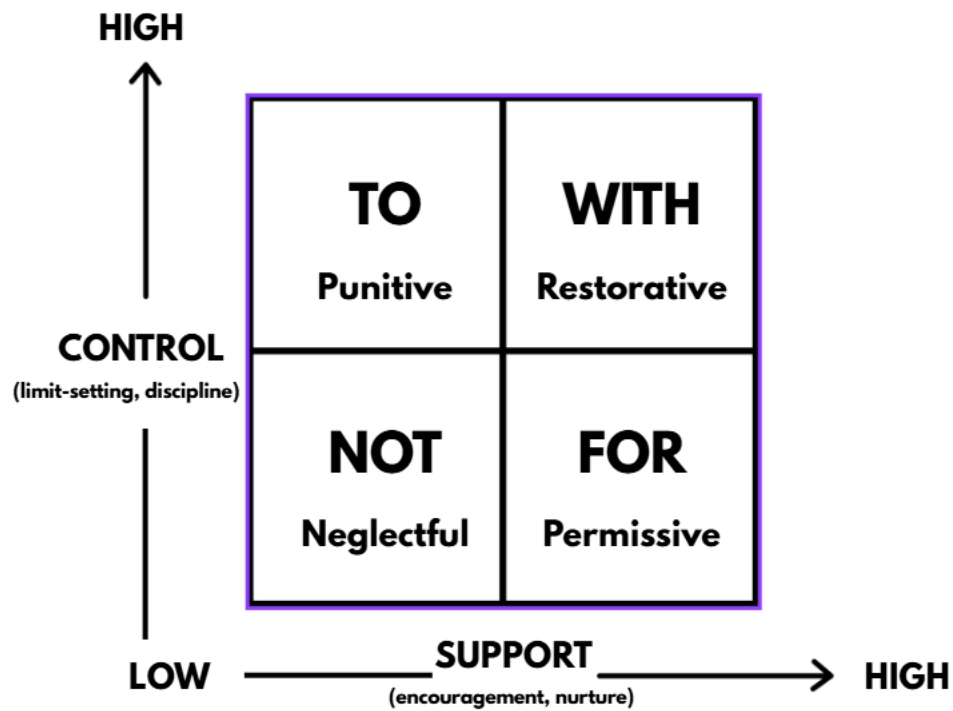 HIGH
TO
WITH
Punitive
Restorative
CONTROL
(limit-setting, discipline)
NOT
FOR
Neglectful
Permissive
SUPPORT
LOW
HIGH
(encouragement, nurture)